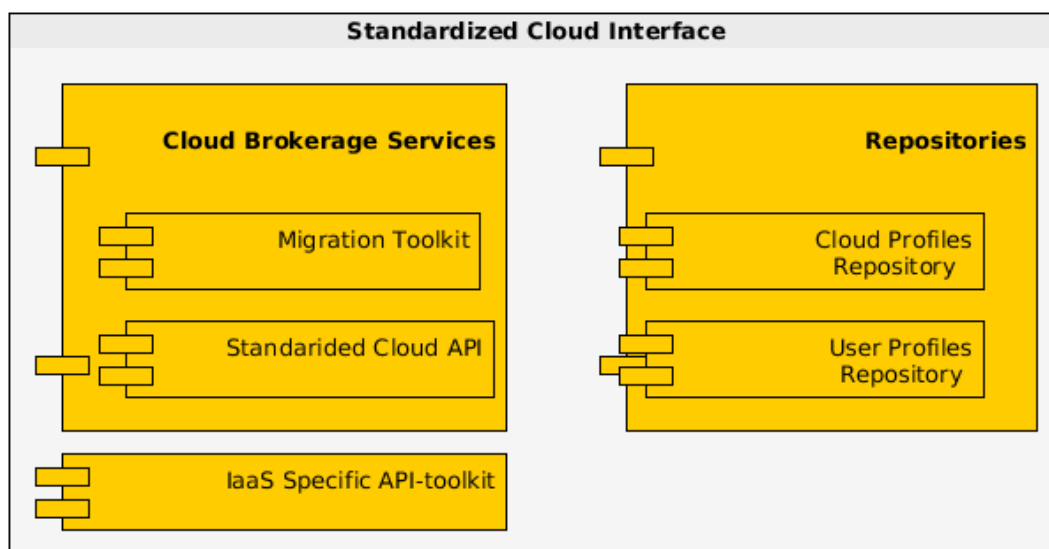 Standardized Cloud Interface
Cloud Brokerage Services
Migration Toolkit
Standarided Cloud API
IaaS Specific API-toolkit
Repositories
Cloud Profiles
Repository
User Profiles
Repository